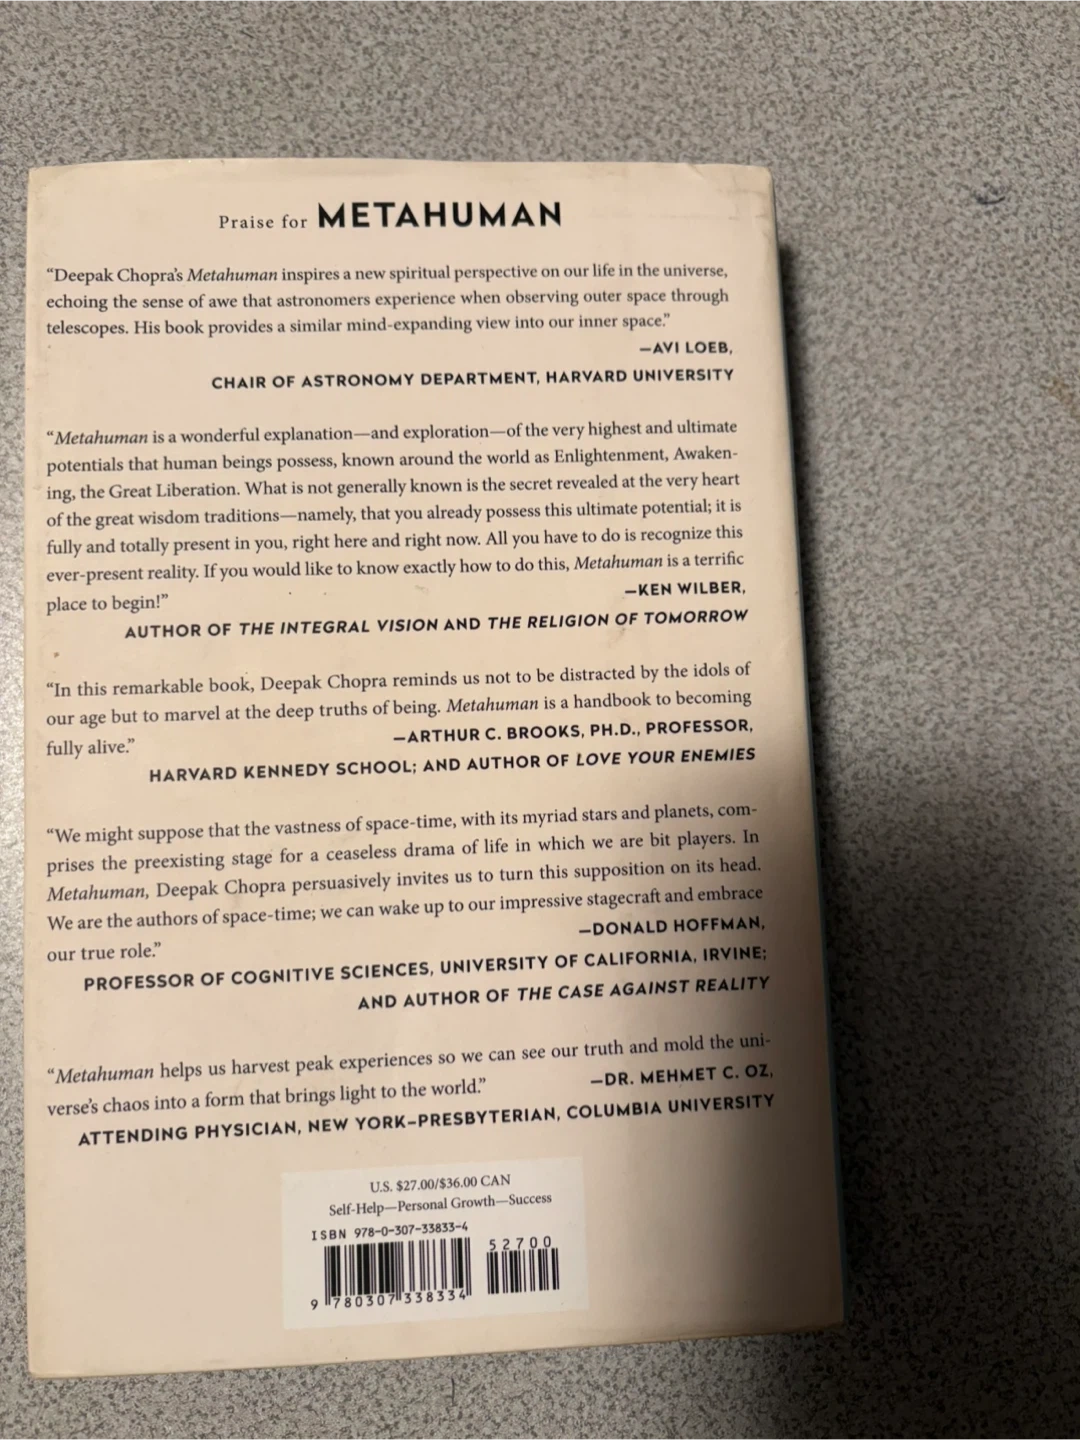 Praise for METAHUMAN
“Deepak Chopra’s Metahuman inspires a new spiritual perspective on our life in the universe,
echoing the sense of awe that astronomers experience when observing outer space through
telescopes. His book provides a similar mind-expanding view into our inner space.”
—AVI LOEB,
CHAIR OF ASTRONOMY DEPARTMENT, HARVARD UNIVERSITY
“Metahuman is a wonderful explanation—and exploration—of the very highest and ultimate
potentials that human beings possess, known around the world as Enlightenment, Awaken-
ing, the Great Liberation. What is not generally known is the secret revealed at the very heart
of the great wisdom traditions—namely, that you already possess this ultimate potential; it is
fully and totally present in you, right here and right now. All you have to do is recognize this
ever-present reality. If you would like to know exactly how to do this, Metahuman is a terrific
place to begin!” —KEN WILBER,
AUTHOR OF THE INTEGRAL VISION AND THE RELIGION OF TOMORROW
“In this remarkable book, Deepak Chopra reminds us not to be distracted by the idols of
our age but to marvel at the deep truths of being. Metahuman is a handbook to becoming
fully alive.” —ARTHUR C. BROOKS, PH.D., PROFESSOR,
HARVARD KENNEDY SCHOOL; AND AUTHOR OF LOVE YOUR ENEMIES
“We might suppose that the vastness of space-time, with its myriad stars and planets, com-
prises the preexisting stage for a ceaseless drama of life in which we are bit players. In
Metahuman, Deepak Chopra persuasively invites us to turn this supposition on its head.
We are the authors of space-time; we can wake up to our impressive stagecraft and embrace
our true role.” —DONALD HOFFMAN,
PROFESSOR OF COGNITIVE SCIENCES, UNIVERSITY OF CALIFORNIA, IRVINE;
AND AUTHOR OF THE CASE AGAINST REALITY
“Metahuman helps us harvest peak experiences so we can see our truth and mold the uni-
verse’s chaos into a form that brings light to the world.” —DR. MEHMET C. OZ,
ATTENDING PHYSICIAN, NEW YORK–PRESBYTERIAN, COLUMBIA UNIVERSITY
U.S. $27.00/$36.00 CAN
Self-Help—Personal Growth—Success
ISBN 978-0-307-33833-4
52700
9 780307 338334